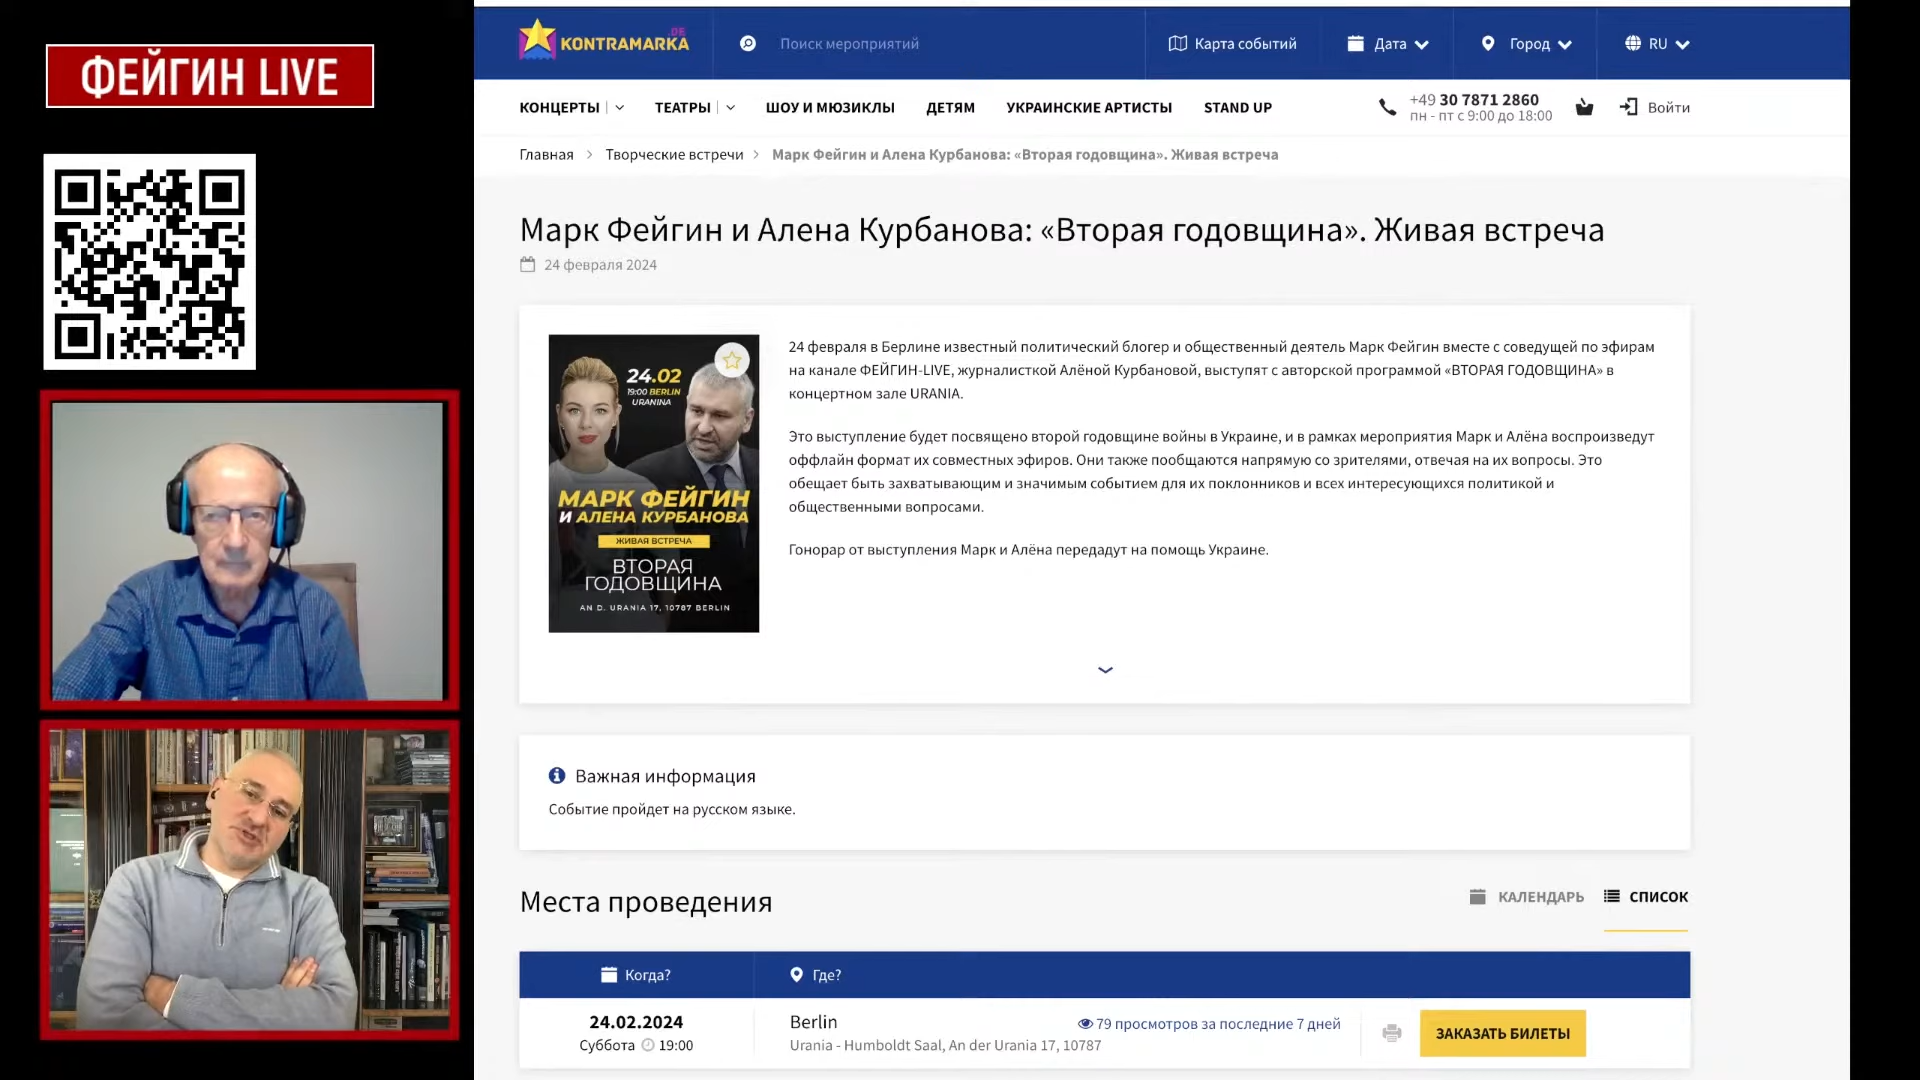 ФЕЙГИН LIVE
KONTRAMARKA
.DE
Поиск мероприятий
Карта событий
Дата
Город
RU
КОНЦЕРТЫ
ТЕАТРЫ
ШОУ И МЮЗИКЛЫ
ДЕТЯМ
УКРАИНСКИЕ АРТИСТЫ
STAND UP
+49 30 7871 2860
пн - пт с 9:00 до 18:00
Войти
Главная > Творческие встречи > Марк Фейгин и Алена Курбанова: «Вторая годовщина». Живая встреча
Марк Фейгин и Алена Курбанова: «Вторая годовщина». Живая встреча
24 февраля 2024
24.02
19:00 BERLIN
URANINA
МАРК ФЕЙГИН
И АЛЕНА КУРБАНОВА
ЖИВАЯ ВСТРЕЧА
ВТОРАЯ
ГОДОВЩИНА
AN D. URANIA 17, 10787 BERLIN
24 февраля в Берлине известный политический блогер и общественный деятель Марк Фейгин вместе с соведущей по эфирам
на канале ФЕЙГИН-LIVE, журналисткой Алёной Курбановой, выступят с авторской программой «ВТОРАЯ ГОДОВЩИНА» в
концертном зале URANIA.
Это выступление будет посвящено второй годовщине войны в Украине, и в рамках мероприятия Марк и Алёна воспроизведут
оффлайн формат их совместных эфиров. Они также пообщаются напрямую со зрителями, отвечая на их вопросы. Это
обещает быть захватывающим и значимым событием для их поклонников и всех интересующихся политикой и
общественными вопросами.
Гонорар от выступления Марк и Алёна передадут на помощь Украине.
Важная информация
Событие пройдет на русском языке.
Места проведения
КАЛЕНДАРЬ
СПИСОК
Когда?
Где?
24.02.2024
Суббота 19:00
Berlin
Urania - Humboldt Saal, An der Urania 17, 10787
79 просмотров за последние 7 дней
ЗАКАЗАТЬ БИЛЕТЫ